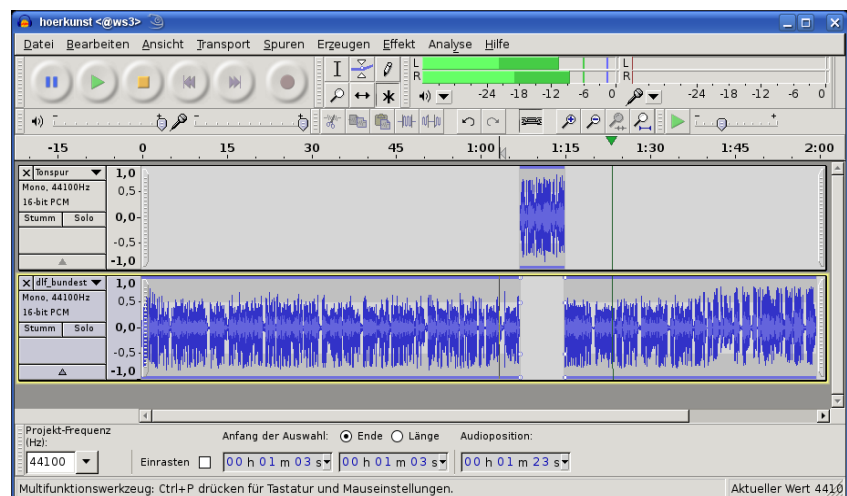 hoerkunst <@ws3>
Datei Bearbeiten Ansicht Transport Spuren Erzeugen Effekt Analyse Hilfe
L
R
L
R
-24 -18 -12 -6 0
-24 -18 -12 -6 0
-15 0 15 30 45 1:00 1:15 1:30 1:45 2:00
Tonspur
Mono, 44100Hz
16-bit PCM
Stumm Solo
1,0
0,5
0,0
-0,5
-1,0
dlf_bundest
Mono, 44100Hz
16-bit PCM
Stumm Solo
1,0
0,5
0,0
-0,5
-1,0
Projekt-Frequenz
(Hz):
44100
Einrasten
Anfang der Auswahl: Ende Länge
00 h 01 m 03 s 00 h 01 m 03 s
Audioposition:
00 h 01 m 23 s
Multifunktionswerkzeug: Ctrl+P drücken für Tastatur und Mauseinstellungen.
Aktueller Wert 4410